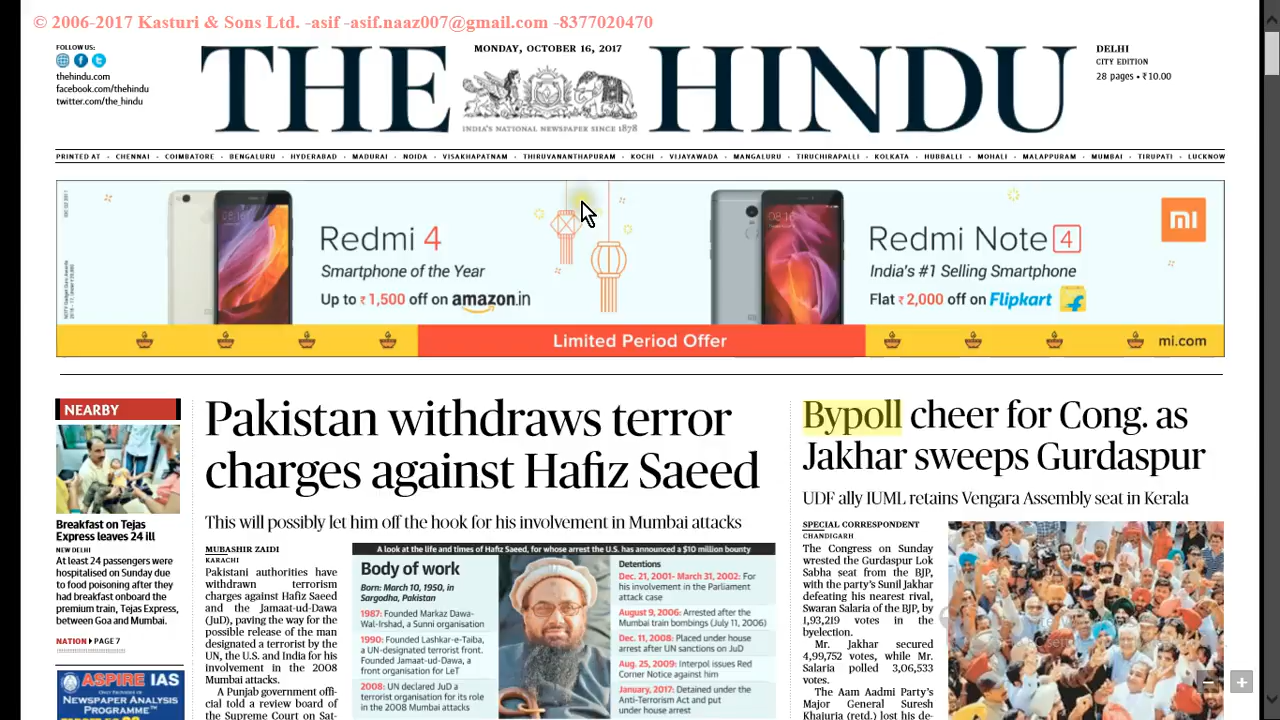 © 2006-2017 Kasturi & Sons Ltd. -asif -asif.naaz007@gmail.com -8377020470
FOLLOW US:
thehindu.com
facebook.com/thehindu
twitter.com/the_hindu
MONDAY, OCTOBER 16, 2017
THE HINDU
INDIA'S NATIONAL NEWSPAPER SINCE 1878
DELHI
CITY EDITION
28 pages • ₹10.00
PRINTED AT · CHENNAI · COIMBATORE · BENGALURU · HYDERABAD · MADURAI · NOIDA · VISAKHAPATNAM · THIRUVANANTHAPURAM · KOCHI · VIJAYAWADA · MANGALURU · TIRUCHIRAPALLI · KOLKATA · HUBBALLI · MOHALI · MALAPPURAM · MUMBAI · TIRUPATI · LUCKNOW
08:16
Redmi 4
Smartphone of the Year
Up to ₹1,500 off on amazon.in
08:16
Redmi Note 4
India's #1 Selling Smartphone
Flat ₹2,000 off on Flipkart
mi
Limited Period Offer
mi.com
NEARBY
Breakfast on Tejas
Express leaves 24 ill
NEW DELHI
At least 24 passengers were
hospitalised on Sunday due
to food poisoning after they
had breakfast onboard the
premium train, Tejas Express,
between Goa and Mumbai.
NATION PAGE 7
ASPIRE IAS
NEWSPAPER ANALYSIS
PROGRAMME™
Pakistan withdraws terror
charges against Hafiz Saeed
This will possibly let him off the hook for his involvement in Mumbai attacks
MUBASHIR ZAIDI
KARACHI
Pakistani authorities have
withdrawn terrorism
charges against Hafiz Saeed
and the Jamaat-ud-Dawa
(JuD), paving the way for the
possible release of the man
designated a terrorist by the
UN, the U.S. and India for his
involvement in the 2008
Mumbai attacks.
A Punjab government offi-
cial told a review board of
the Supreme Court on Sat-
A look at the life and times of Hafiz Saeed, for whose arrest the U.S. has announced a $10 million bounty
Body of work
Born: March 10, 1950, in
Sargodha, Pakistan
1987: Founded Markaz Dawa-
Wal-Irshad, a Sunni organisation
1990: Founded Lashkar-e-Taiba,
a UN-designated terrorist front.
Founded Jamaat-ud-Dawa, a
front organisation for LeT
2008: UN declared JuD a
terrorist organisation for its role
in the 2008 Mumbai attacks
Detentions
Dec. 21, 2001- March 31, 2002: For
his involvement in the Parliament
attack case
August 9, 2006: Arrested after the
Mumbai train bombings (July 11, 2006)
Dec. 11, 2008: Placed under house
arrest after UN sanctions on JuD
Aug. 25, 2009: Interpol issues Red
Corner Notice against him
January, 2017: Detained under the
Anti-Terrorism Act and put
under house arrest
Bypoll cheer for Cong. as
Jakhar sweeps Gurdaspur
UDF ally IUML retains Vengara Assembly seat in Kerala
SPECIAL CORRESPONDENT
CHANDIGARH
The Congress on Sunday
wrested the Gurdaspur Lok
Sabha seat from the BJP,
with the party's Sunil Jakhar
defeating his nearest rival,
Swaran Salaria of the BJP, by
1,93,219 votes in the
byelection.
Mr. Jakhar secured
4,99,752 votes, while Mr.
Salaria polled 3,06,533
votes.
The Aam Aadmi Party's
Major General Suresh
Khajuria (retd.) lost his de-